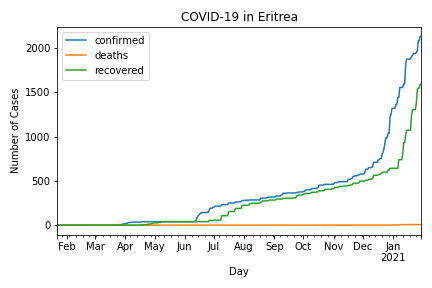 COVID-19 in Eritrea
confirmed
deaths
recovered
2000
1500
1000
500
0
Number of Cases
Feb Mar Apr May Jun Jul Aug Sep Oct Nov Dec Jan
2021
Day